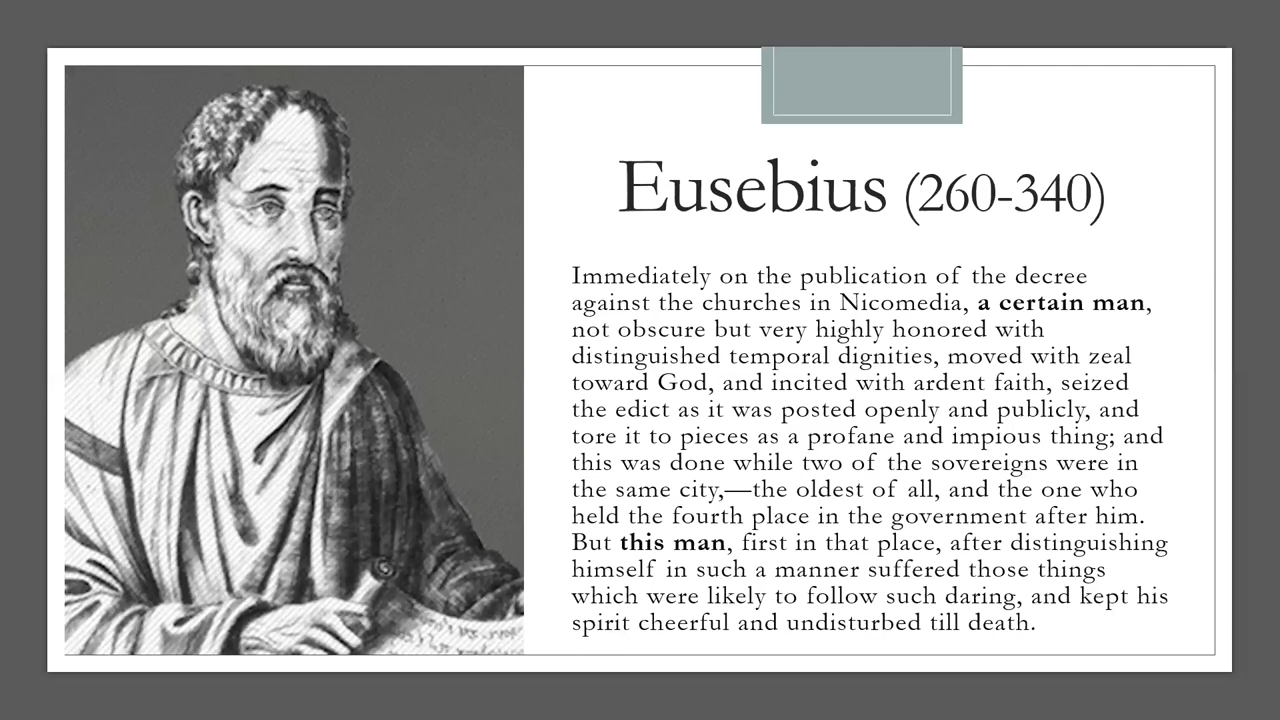 Eusebius (260-340)
Immediately on the publication of the decree
against the churches in Nicomedia, a certain man,
not obscure but very highly honored with
distinguished temporal dignities, moved with zeal
toward God, and incited with ardent faith, seized
the edict as it was posted openly and publicly, and
tore it to pieces as a profane and impious thing; and
this was done while two of the sovereigns were in
the same city,—the oldest of all, and the one who
held the fourth place in the government after him.
But this man, first in that place, after distinguishing
himself in such a manner suffered those things
which were likely to follow such daring, and kept his
spirit cheerful and undisturbed till death.